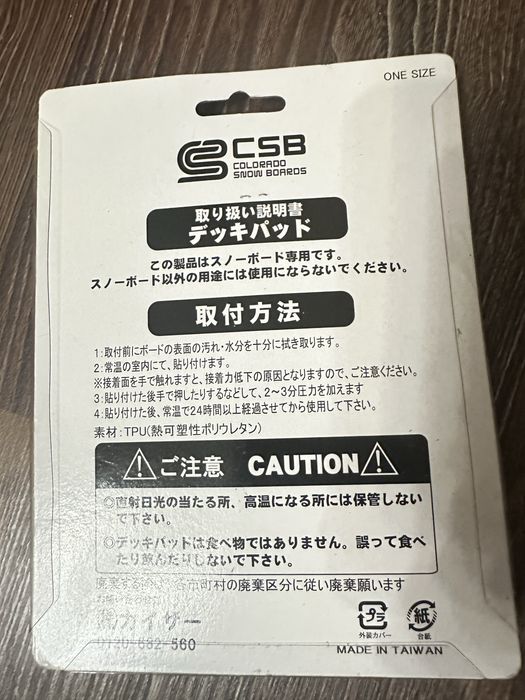 ONE SIZE
CSB
COLORADO
SNOW BOARDS
取り扱い説明書
デッキパッド
この製品はスノーボード専用です。
スノーボード以外の用途には使用にならないでください。
取付方法
1:取付前にボードの表面の汚れ・水分を十分に拭き取ります。
2:常温の室内にて、貼り付けます。
※接着面を手で触れますと、接着力低下の原因となりますので、ご注意ください。
3:貼り付けた後手で押したりするなどして、2～3分圧力を加えます
4:貼り付けた後、常温で24時間以上経過させてから使用して下さい。
素材:TPU(熱可塑性ポリウレタン)
ご注意 CAUTION
◎直射日光の当たる所、高温になる所には保管しない
で下さい。
◎デッキパッドは食べ物ではありません。誤って食べ
たり飲んだりしないで下さい。
廃棄する 各市町村の廃棄区分に従い廃棄願います
0120-632-560
プラ
外装カバー
紙
台紙
MADE IN TAIWAN